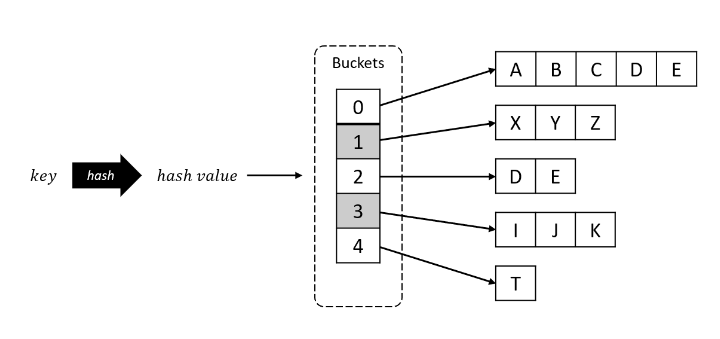 Buckets
key
hash
hash value
0
1
2
3
4
A B C D E
X Y Z
D E
I J K
T